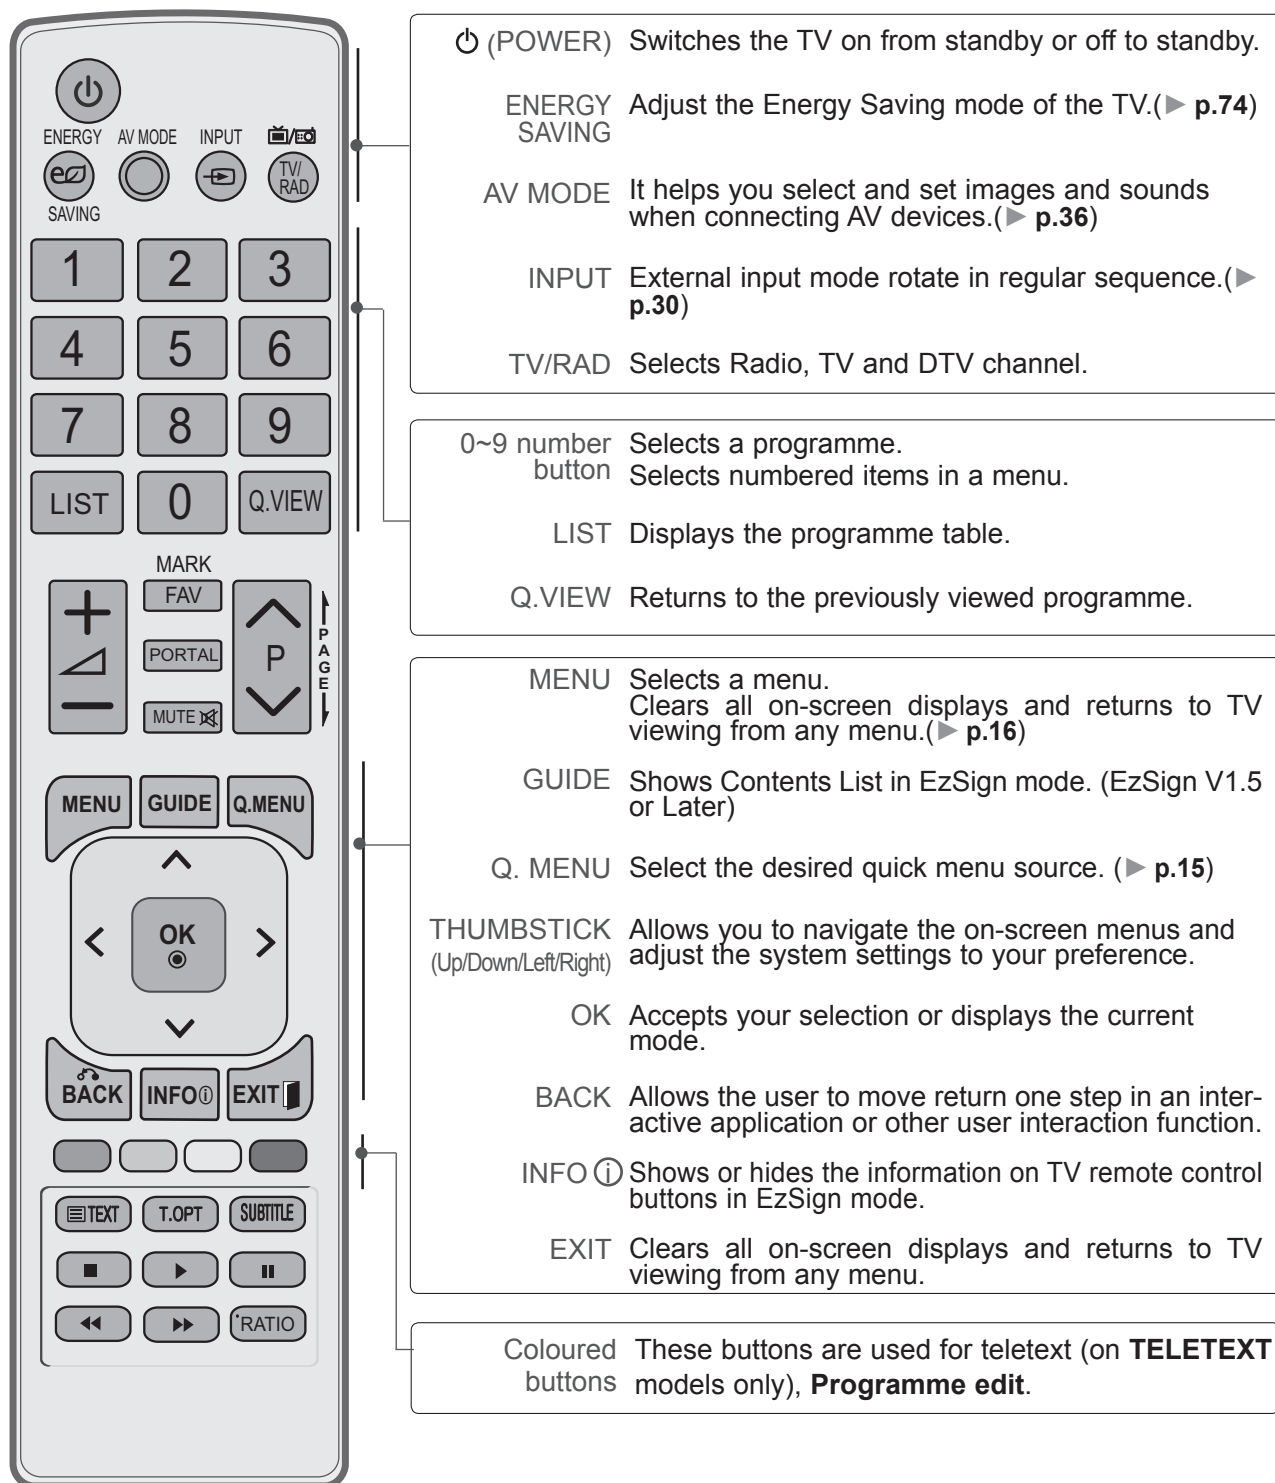 ENERGY AV MODE INPUT
TV/
RAD
SAVING
1 2 3
4 5 6
7 8 9
LIST 0 Q.VIEW
MARK
FAV
PORTAL
P
PAGE
MUTE
MENU GUIDE Q.MENU
OK
BACK INFO i EXIT
TEXT T.OPT SUBTITLE
RATIO
(POWER) Switches the TV on from standby or off to standby.
ENERGY SAVING Adjust the Energy Saving mode of the TV.(► p.74)
AV MODE It helps you select and set images and sounds
when connecting AV devices.(► p.36)
INPUT External input mode rotate in regular sequence.(►
p.30)
TV/RAD Selects Radio, TV and DTV channel.
0~9 number Selects a programme.
button Selects numbered items in a menu.
LIST Displays the programme table.
Q.VIEW Returns to the previously viewed programme.
MENU Selects a menu.
Clears all on-screen displays and returns to TV
viewing from any menu.(► p.16)
GUIDE Shows Contents List in EzSign mode. (EzSign V1.5
or Later)
Q. MENU Select the desired quick menu source. (► p.15)
THUMBSTICK Allows you to navigate the on-screen menus and
(Up/Down/Left/Right) adjust the system settings to your preference.
OK Accepts your selection or displays the current
mode.
BACK Allows the user to move return one step in an inter-
active application or other user interaction function.
INFO i Shows or hides the information on TV remote control
buttons in EzSign mode.
EXIT Clears all on-screen displays and returns to TV
viewing from any menu.
Coloured These buttons are used for teletext (on TELETEXT
buttons models only), Programme edit.